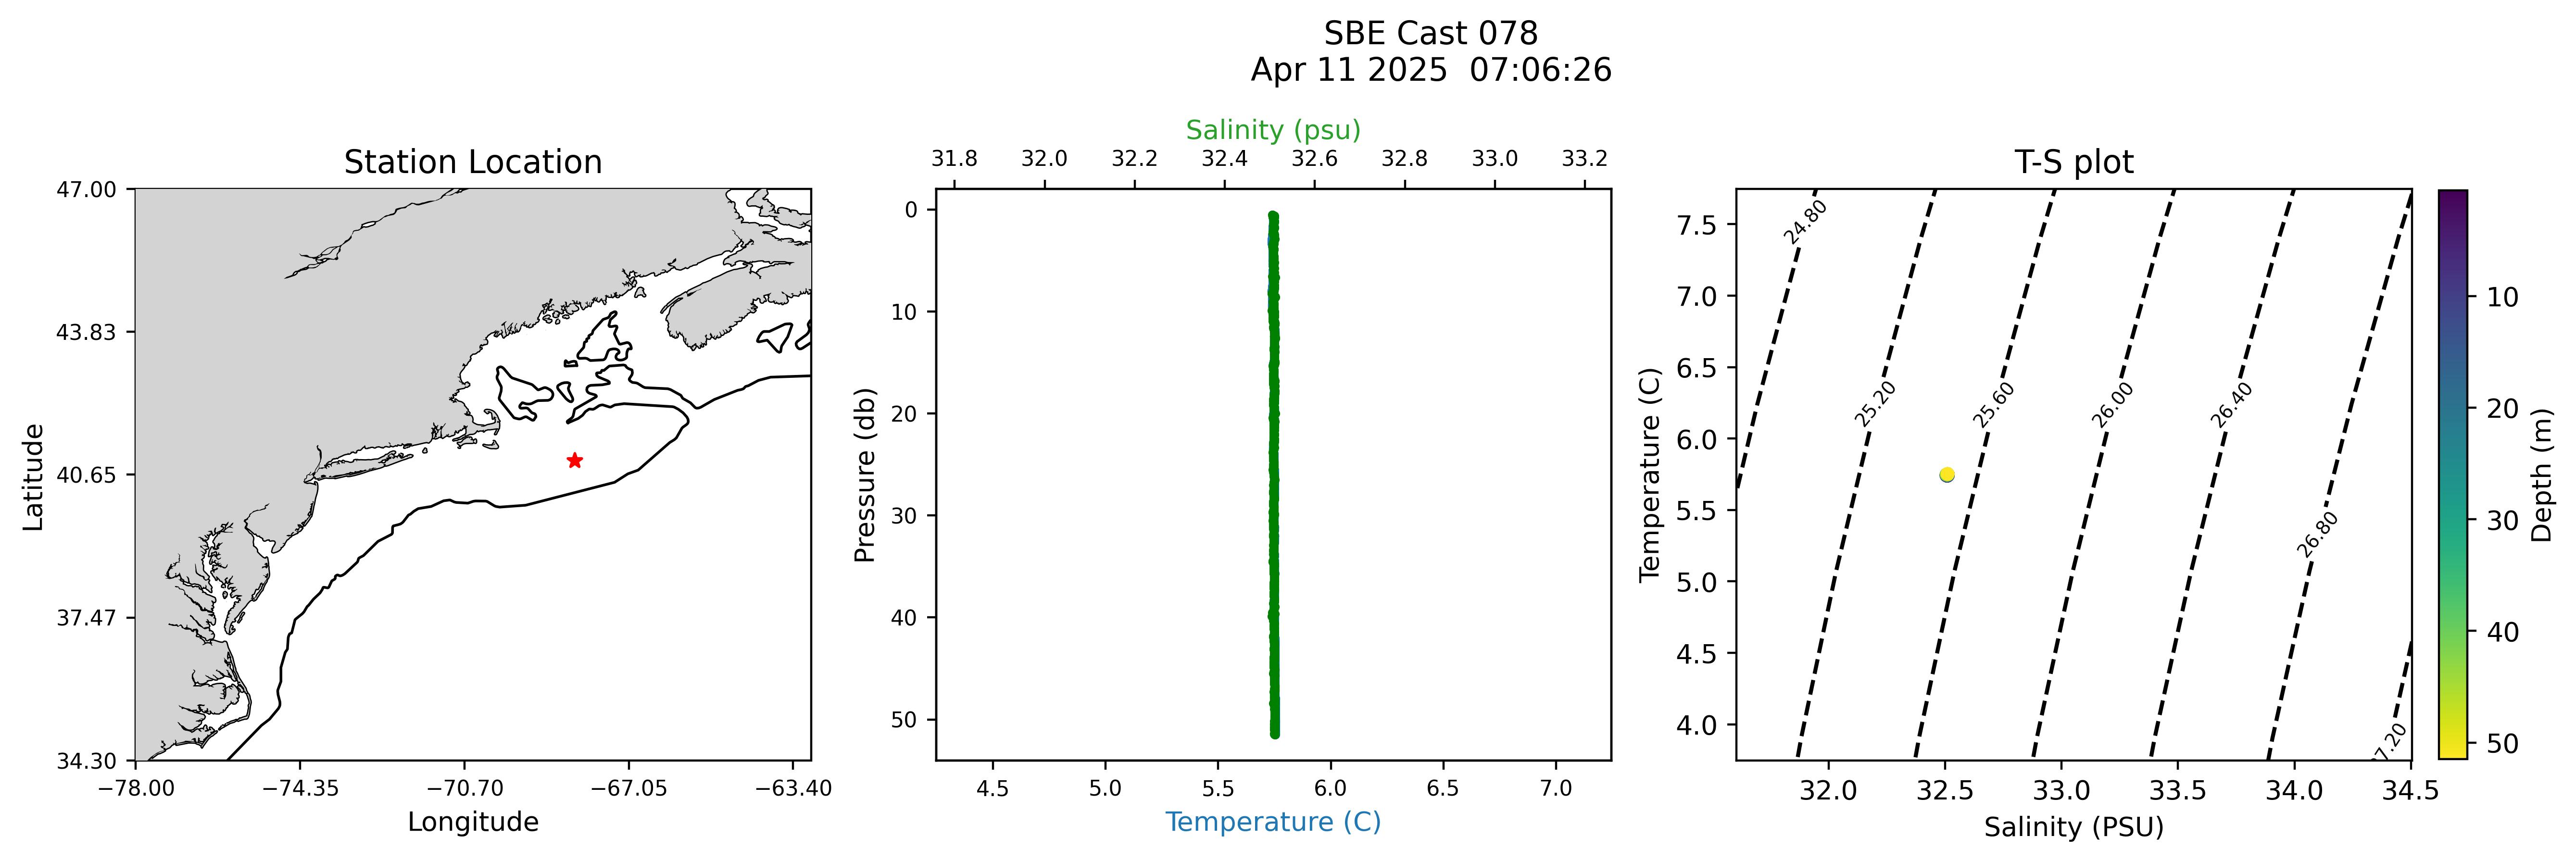 SBE Cast 078
Apr 11 2025  07:06:26
Station Location
47.00
43.83
40.65
37.47
34.30
Latitude
−78.00 −74.35 −70.70 −67.05 −63.40
Longitude
Salinity (psu)
31.8 32.0 32.2 32.4 32.6 32.8 33.0 33.2
0
10
20
30
40
50
Pressure (db)
4.5 5.0 5.5 6.0 6.5 7.0
Temperature (C)
T-S plot
7.5
7.0
6.5
6.0
5.5
5.0
4.5
4.0
Temperature (C)
24.80
25.20
25.60
26.00
26.40
26.80
7.20
32.0 32.5 33.0 33.5 34.0 34.5
Salinity (PSU)
10
20
30
40
50
Depth (m)